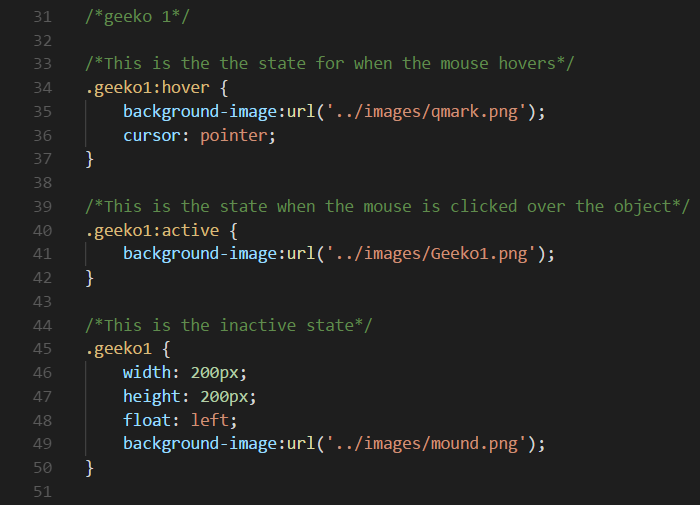 31 /*geeko 1*/
32
33 /*This is the the state for when the mouse hovers*/
34 .geeko1:hover {
35     background-image:url('../images/qmark.png');
36     cursor: pointer;
37 }
38
39 /*This is the state when the mouse is clicked over the object*/
40 .geeko1:active {
41     background-image:url('../images/Geeko1.png');
42 }
43
44 /*This is the inactive state*/
45 .geeko1 {
46     width: 200px;
47     height: 200px;
48     float: left;
49     background-image:url('../images/mound.png');
50 }
51